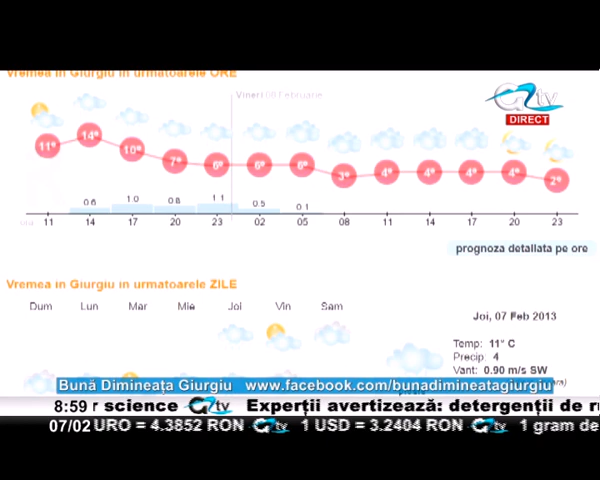 Vremea in Giurgiu in urmatoarele ORE
Vineri 08 Februarie
G tv
DIRECT
11° 14° 10° 7° 6° 6° 6° 3° 4° 4° 4° 4° 2°
0.6 1.0 0.8 1.1 0.5 0.1
ora 11 14 17 20 23 02 05 08 11 14 17 20 23
prognoza detaliata pe ore
Vremea in Giurgiu in urmatoarele ZILE
Dum Lun Mar Mie Joi Vin Sam
Joi, 07 Feb 2013
Temp: 11° C
Precip: 4
Vant: 0.90 m/s SW
Bună Dimineața Giurgiu www.facebook.com/bunadimineatagiurgiu
8:59 r science G tv Experții avertizează: detergenții de r
07/02 URO = 4.3852 RON G tv 1 USD = 3.2404 RON G tv 1 gram de